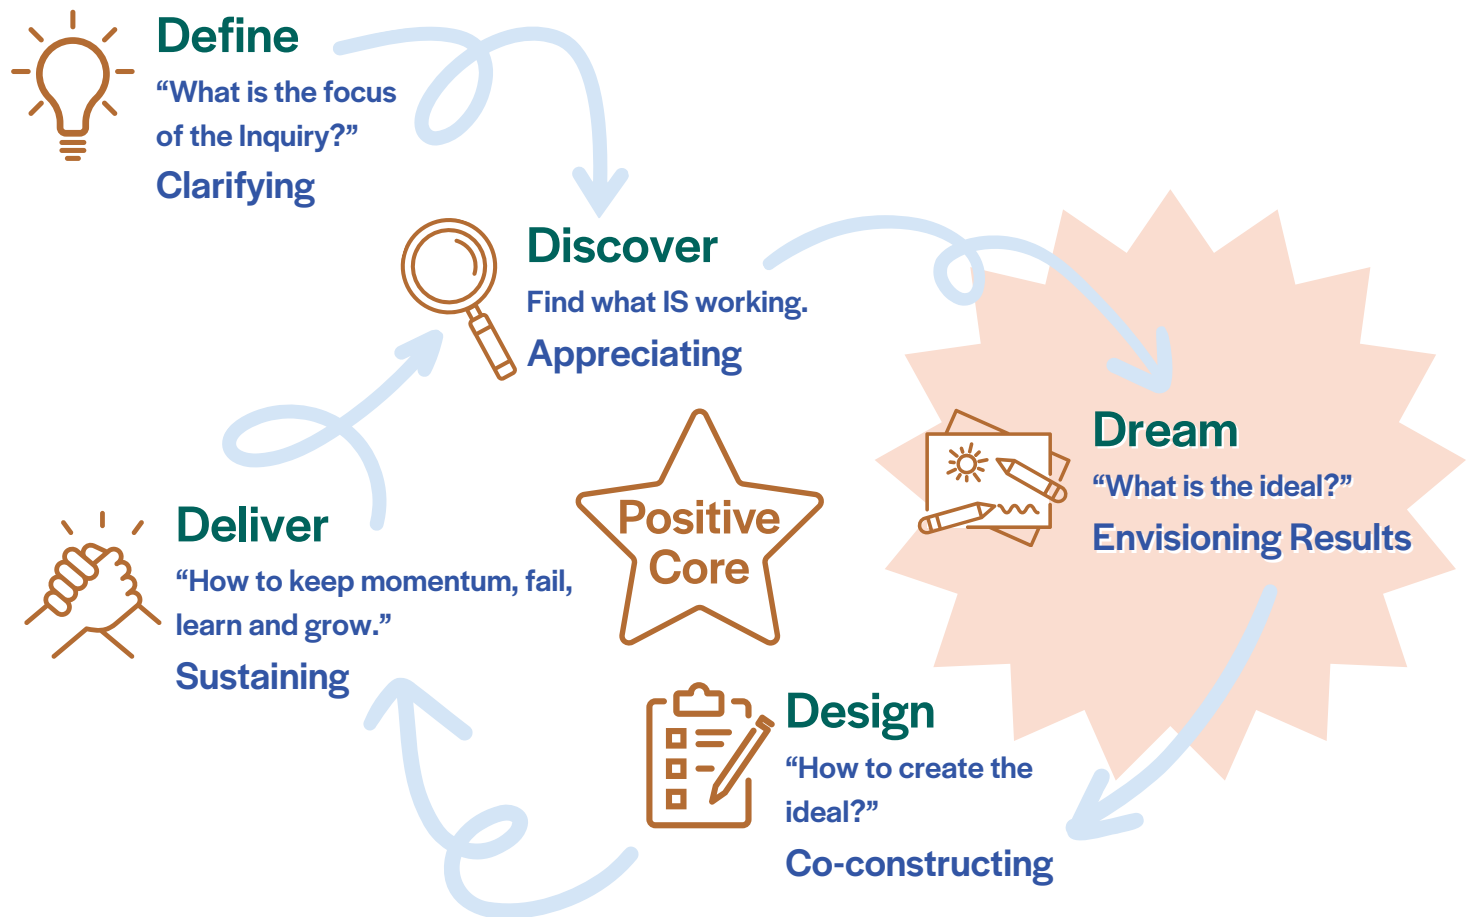 Define
“What is the focus
of the Inquiry?”
Clarifying
Discover
Find what IS working.
Appreciating
Dream
“What is the ideal?”
Envisioning Results
Positive
Core
Deliver
“How to keep momentum, fail,
learn and grow.”
Sustaining
Design
“How to create the
ideal?”
Co-constructing